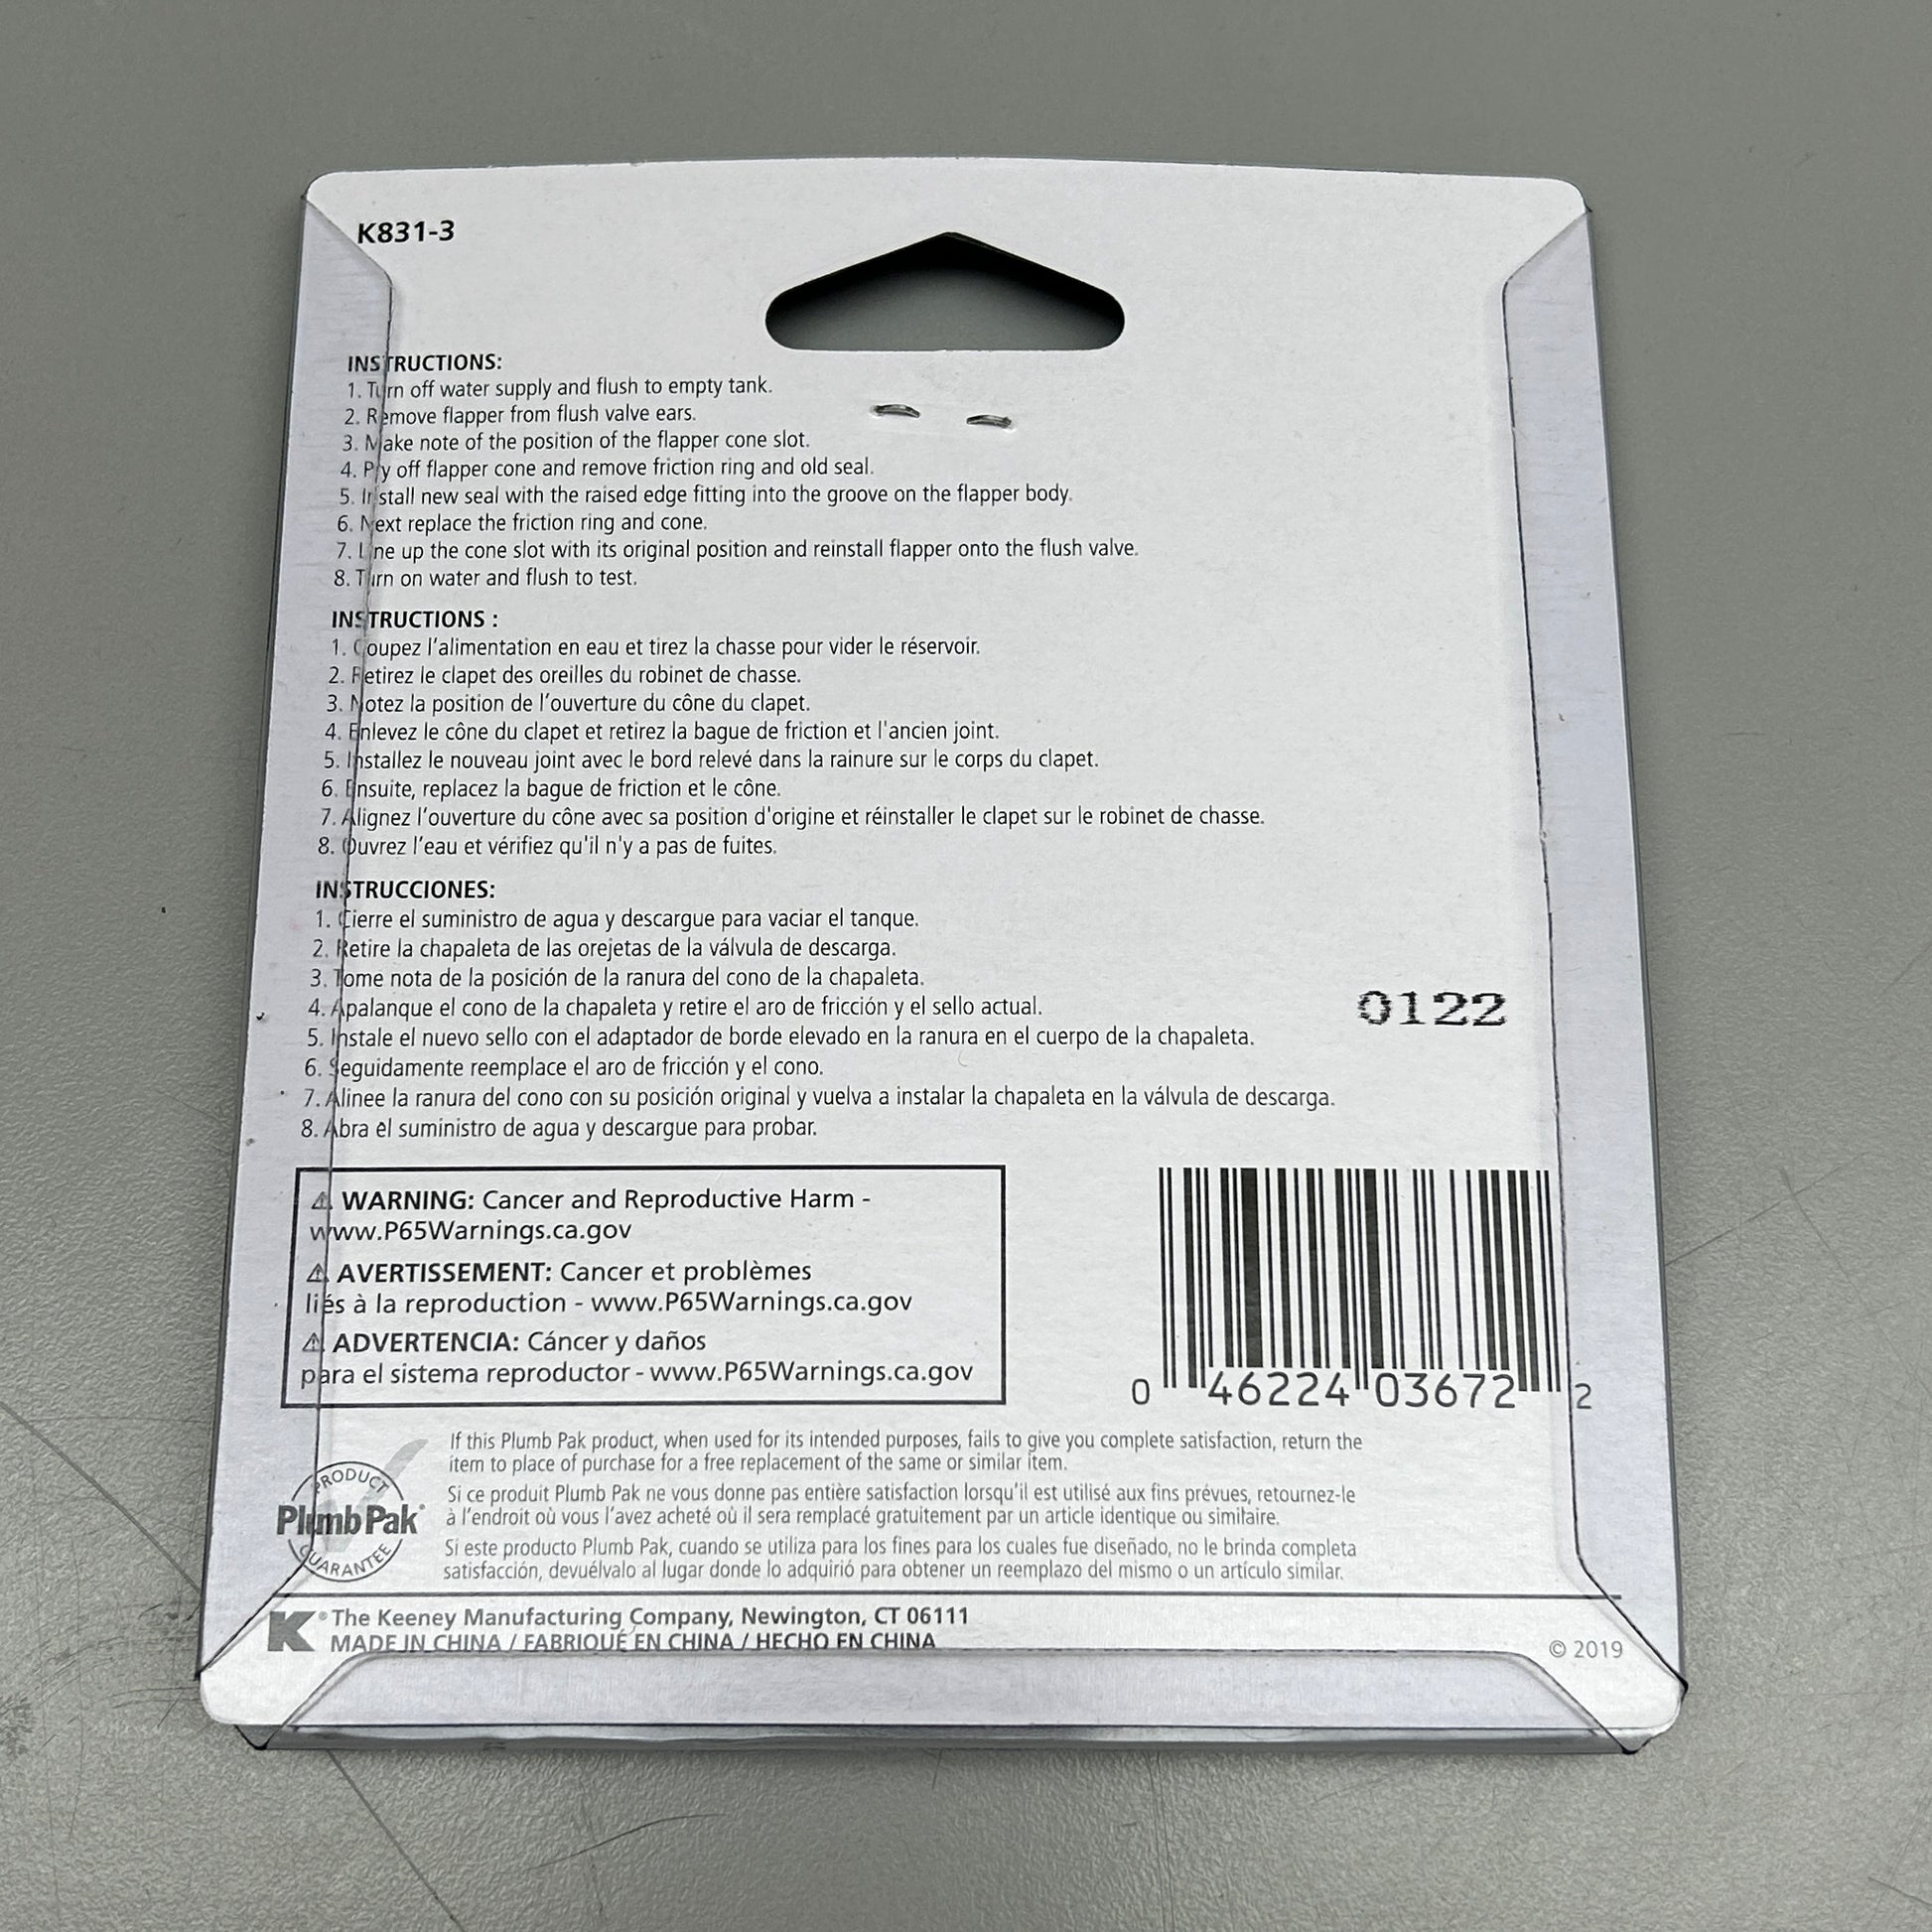 K831-3
INSTRUCTIONS:
1. Turn off water supply and flush to empty tank.
2. Remove flapper from flush valve ears.
3. Make note of the position of the flapper cone slot.
4. Pry off flapper cone and remove friction ring and old seal.
5. Install new seal with the raised edge fitting into the groove on the flapper body.
6. Next replace the friction ring and cone.
7. Line up the cone slot with its original position and reinstall flapper onto the flush valve.
8. Turn on water and flush to test.
INSTRUCTIONS :
1. Coupez l'alimentation en eau et tirez la chasse pour vider le réservoir.
2. Retirez le clapet des oreilles du robinet de chasse.
3. Notez la position de l'ouverture du cône du clapet.
4. Enlevez le cône du clapet et retirez la bague de friction et l'ancien joint.
5. Installez le nouveau joint avec le bord relevé dans la rainure sur le corps du clapet.
6. Ensuite, replacez la bague de friction et le cône.
7. Alignez l'ouverture du cône avec sa position d'origine et réinstaller le clapet sur le robinet de chasse.
8. Ouvrez l'eau et vérifiez qu'il n'y a pas de fuites.
INSTRUCCIONES:
1. Cierre el suministro de agua y descargue para vaciar el tanque.
2. Retire la chapaleta de las orejetas de la válvula de descarga.
3. Tome nota de la posición de la ranura del cono de la chapaleta.
4. Apalanque el cono de la chapaleta y retire el aro de fricción y el sello actual.
5. Instale el nuevo sello con el adaptador de borde elevado en la ranura en el cuerpo de la chapaleta.
6. Seguidamente reemplace el aro de fricción y el cono.
7. Alinee la ranura del cono con su posición original y vuelva a instalar la chapaleta en la válvula de descarga.
8. Abra el suministro de agua y descargue para probar.
0122
⚠ WARNING: Cancer and Reproductive Harm -
www.P65Warnings.ca.gov
⚠ AVERTISSEMENT: Cancer et problèmes
liés à la reproduction - www.P65Warnings.ca.gov
⚠ ADVERTENCIA: Cáncer y daños
para el sistema reproductor - www.P65Warnings.ca.gov
0 46224 03672 2
PRODUCT
Plumb Pak®
GUARANTEE
If this Plumb Pak product, when used for its intended purposes, fails to give you complete satisfaction, return the
item to place of purchase for a free replacement of the same or similar item.
Si ce produit Plumb Pak ne vous donne pas entière satisfaction lorsqu'il est utilisé aux fins prévues, retournez-le
à l'endroit où vous l'avez acheté où il sera remplacé gratuitement par un article identique ou similaire.
Si este producto Plumb Pak, cuando se utiliza para los fines para los cuales fue diseñado, no le brinda completa
satisfacción, devuélvalo al lugar donde lo adquirió para obtener un reemplazo del mismo o un artículo similar.
K® The Keeney Manufacturing Company, Newington, CT 06111
MADE IN CHINA / FABRIQUÉ EN CHINA / HECHO EN CHINA
© 2019